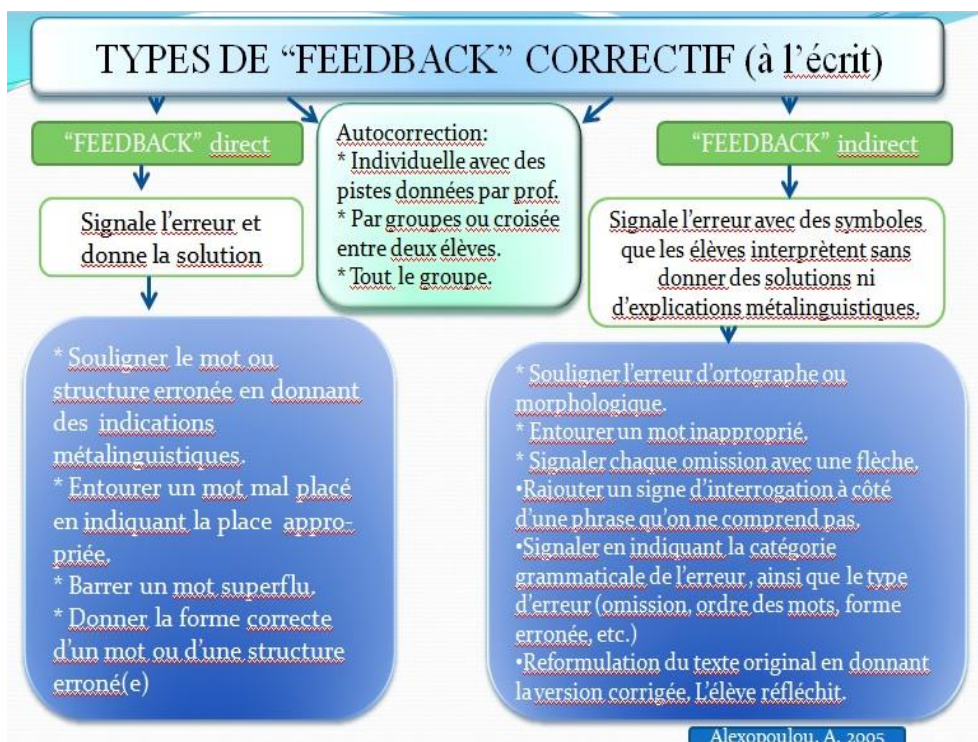 TYPES DE “FEEDBACK” CORRECTIF (à l’écrit)
“FEEDBACK” direct
Signale l’erreur et
donne la solution
* Souligner le mot ou
structure erronée en donnant
des indications
métalinguistiques.
* Entourer un mot mal placé
en indiquant la place appro-
priée.
* Barrer un mot superflu.
* Donner la forme correcte
d’un mot ou d’une structure
erroné(e)
Autocorrection:
* Individuelle avec des
pistes données par prof.
* Par groupes ou croisée
entre deux élèves.
* Tout le groupe.
“FEEDBACK” indirect
Signale l’erreur avec des symboles
que les élèves interprètent sans
donner des solutions ni
d’explications métalinguistiques.
* Souligner l’erreur d’ortographe ou
morphologique.
* Entourer un mot inapproprié.
* Signaler chaque omission avec une flèche.
•Rajouter un signe d’interrogation à côté
d’une phrase qu’on ne comprend pas.
•Signaler en indiquant la catégorie
grammaticale de l’erreur , ainsi que le type
d’erreur (omission, ordre des mots, forme
erronée, etc.)
•Reformulation du texte original en donnant
la version corrigée. L’élève réfléchit.
Alexopoulou, A. 2005